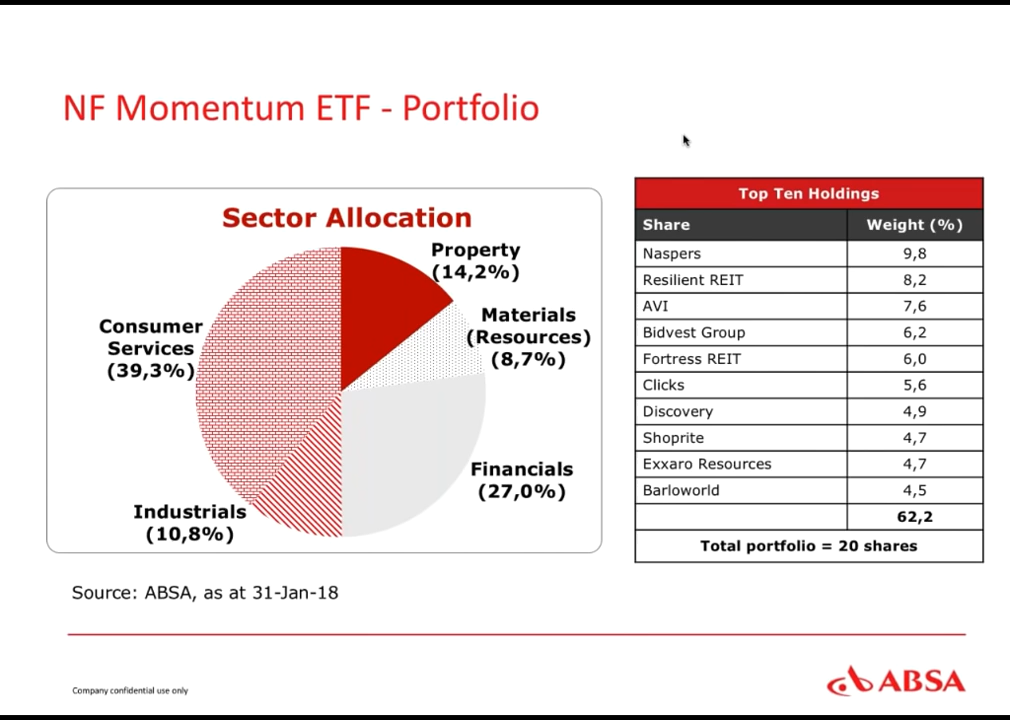 NF Momentum ETF - Portfolio
Sector Allocation
Property
(14,2%)
Materials
(Resources)
(8,7%)
Consumer
Services
(39,3%)
Financials
(27,0%)
Industrials
(10,8%)
Top Ten Holdings
Share Weight (%)
Naspers 9,8
Resilient REIT 8,2
AVI 7,6
Bidvest Group 6,2
Fortress REIT 6,0
Clicks 5,6
Discovery 4,9
Shoprite 4,7
Exxaro Resources 4,7
Barloworld 4,5
62,2
Total portfolio = 20 shares
Source: ABSA, as at 31-Jan-18
Company confidential use only
ABSA